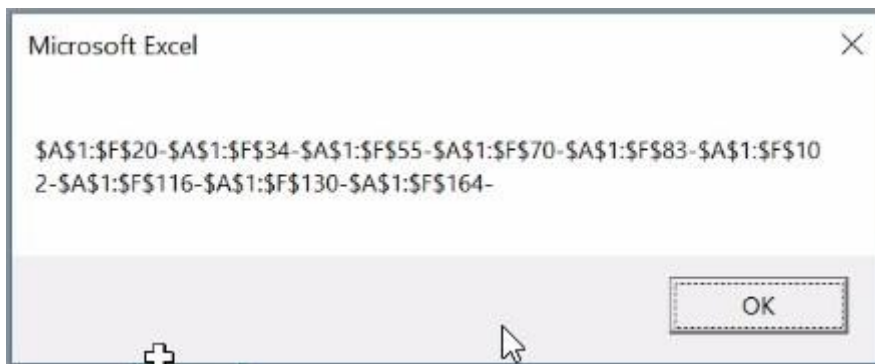 Microsoft Excel
$A$1:$F$20-$A$1:$F$34-$A$1:$F$55-$A$1:$F$70-$A$1:$F$83-$A$1:$F$10
2-$A$1:$F$116-$A$1:$F$130-$A$1:$F$164-
OK